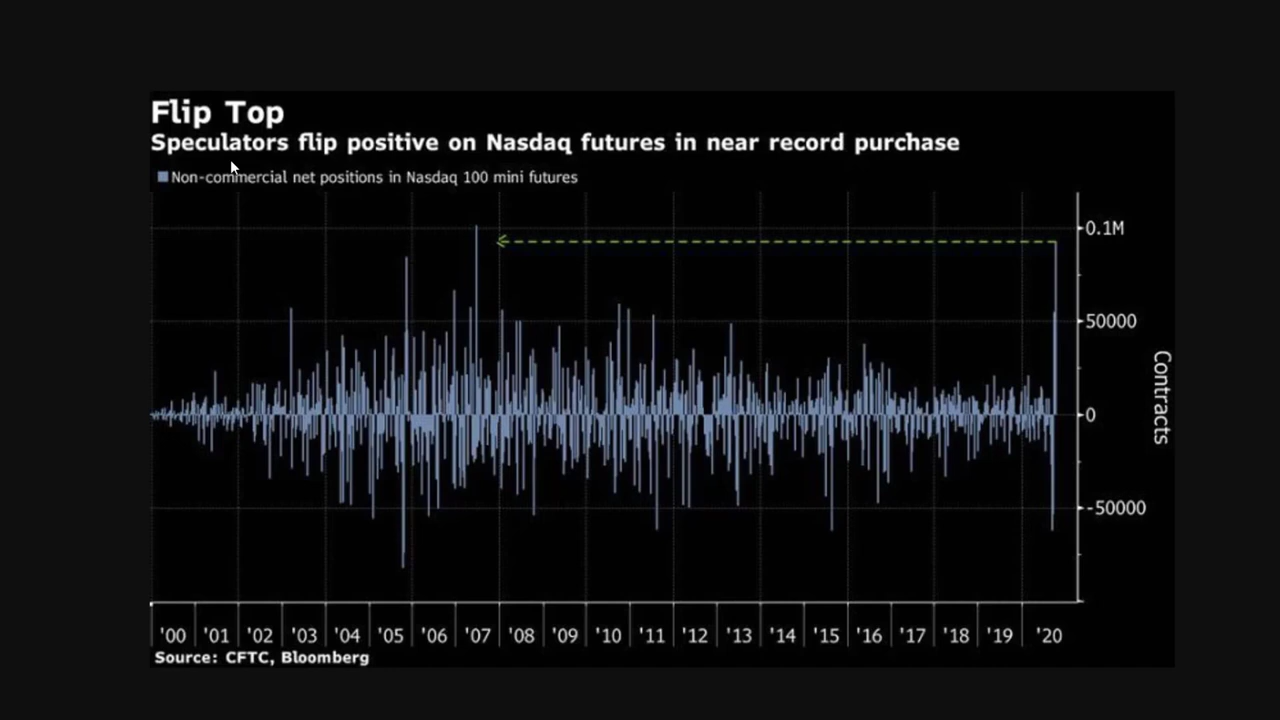 Flip Top
Speculators flip positive on Nasdaq futures in near record purchase
Non-commercial net positions in Nasdaq 100 mini futures
0.1M
50000
0
-50000
Contracts
'00 '01 '02 '03 '04 '05 '06 '07 '08 '09 '10 '11 '12 '13 '14 '15 '16 '17 '18 '19 '20
Source: CFTC, Bloomberg